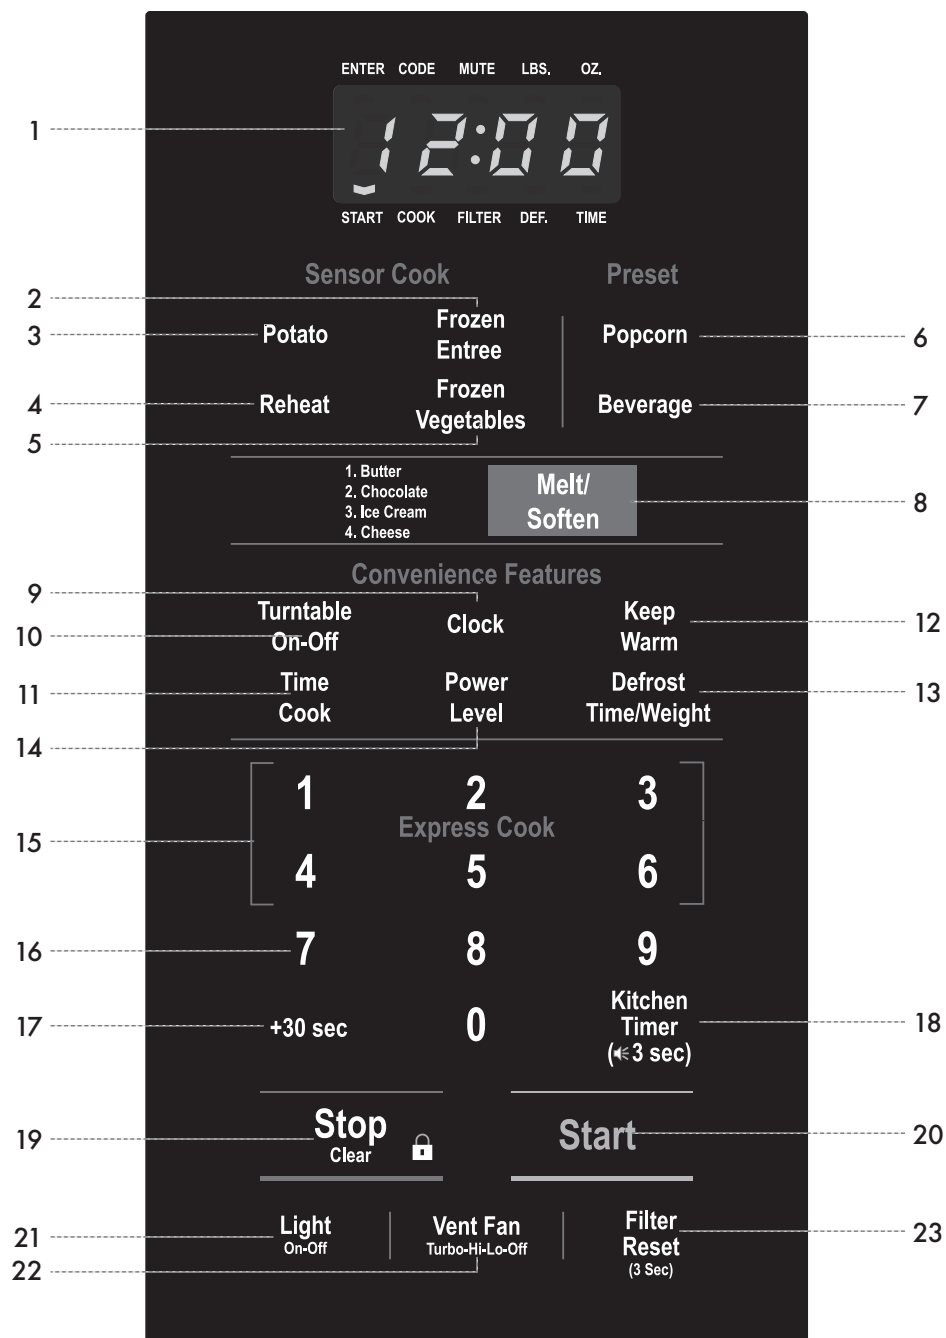 ENTER CODE MUTE LBS. OZ.
1
12:00
START COOK FILTER DEF. TIME
Sensor Cook
Preset
2
3
Potato
Frozen
Entree
Popcorn
6
4
Reheat
Frozen
Vegetables
Beverage
7
5
1. Butter
2. Chocolate
3. Ice Cream
4. Cheese
Melt/
Soften
8
Convenience Features
9
10
Turntable
On-Off
Clock
Keep
Warm
12
11
Time
Cook
Power
Level
Defrost
Time/Weight
13
14
1 2 3
Express Cook
15
4 5 6
16
7 8 9
17
+30 sec
0
Kitchen
Timer
(3 sec)
18
19
Stop
Clear
Start
20
21
Light
On-Off
Vent Fan
Turbo-Hi-Lo-Off
22
Filter
Reset
(3 Sec)
23